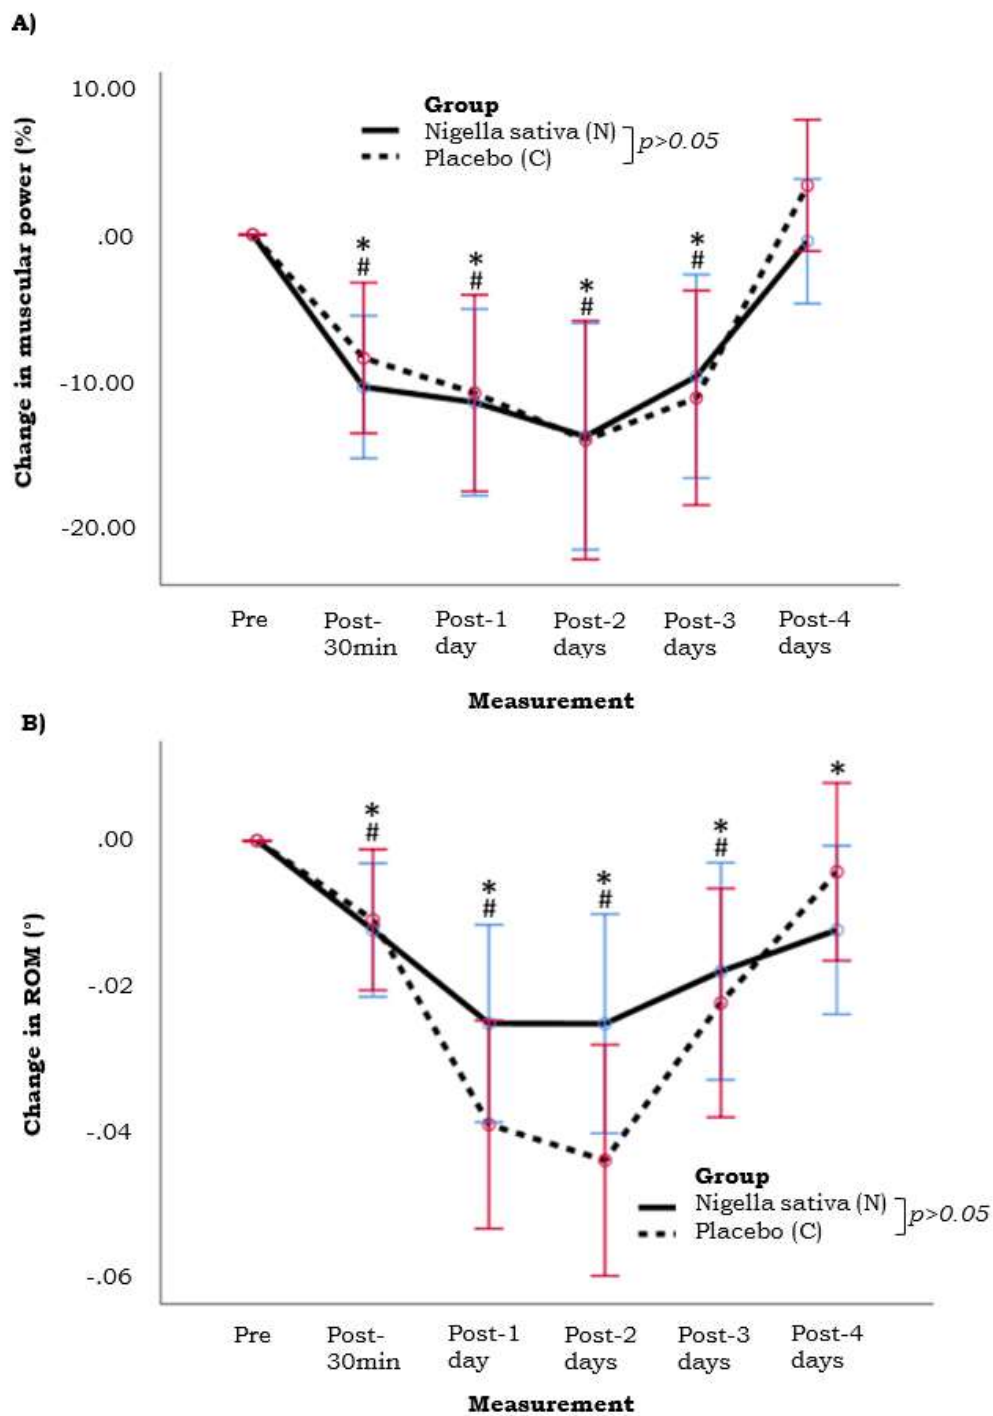 A)
Change in muscular power (%)
10.00
.00
-10.00
-20.00
Group
Nigella sativa (N)
Placebo (C)
p>0.05
*
#
*
#
*
#
*
#
Pre
Post-
30min
Post-1
day
Post-2
days
Post-3
days
Post-4
days
Measurement
B)
Change in ROM (°)
.00
-.02
-.04
-.06
*
#
*
#
*
#
*
#
*
Group
Nigella sativa (N)
Placebo (C)
p>0.05
Pre
Post-
30min
Post-1
day
Post-2
days
Post-3
days
Post-4
days
Measurement